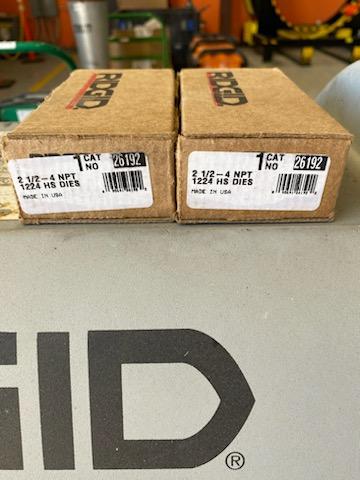 RIDGID
RIDGID
1 CAT NO 26192
2 1/2-4 NPT
1224 HS DIES
MADE IN USA
1 CAT NO 26192
2 1/2-4 NPT
1224 HS DIES
MADE IN USA
GID®